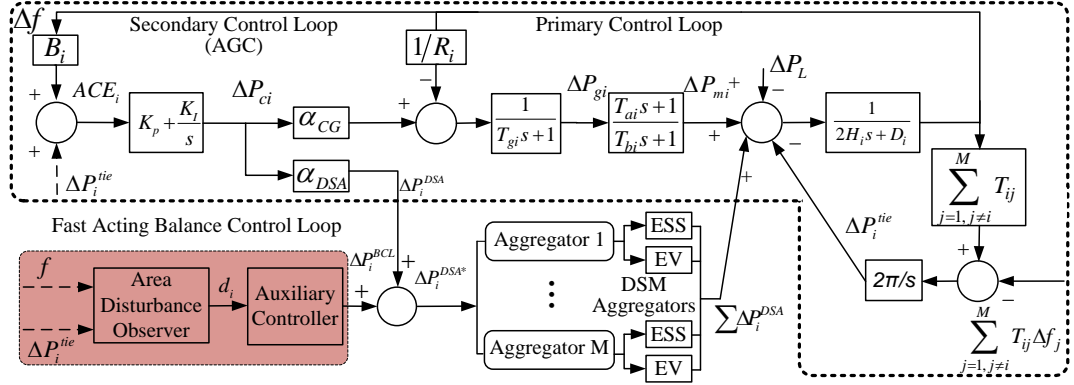 Δf
Secondary Control Loop
(AGC)
Primary Control Loop
B_i
1/R_i
ACE_i
ΔP_ci
ΔP_gi
ΔP_mi
ΔP_L
+
+
−
+
+
+
−
−
+
K_p + K_I/s
α_CG
1/(T_gi s+1)
(T_ai s+1)/(T_bi s+1)
1/(2H_i s+D_i)
ΔP_i^tie
α_DSA
ΔP_i^DSA
∑_{j=1, j≠i}^{M} T_ij
Fast Acting Balance Control Loop
f
ΔP_i^tie
Area
Disturbance
Observer
d_i
Auxiliary
Controller
ΔP_i^BCL
+
+
ΔP_i^DSA*
Aggregator 1
ESS
EV
⋮
DSM
Aggregators
Aggregator M
ESS
EV
∑ΔP_i^DSA
ΔP_i^tie
2π/s
+
−
∑_{j=1, j≠i}^{M} T_ij Δf_j